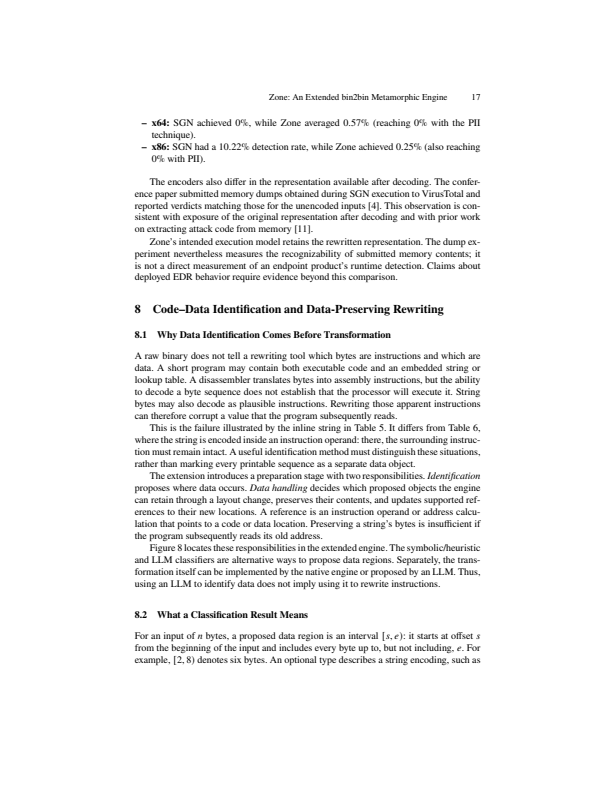 Zone: An Extended bin2bin Metamorphic Engine 17
– x64: SGN achieved 0%, while Zone averaged 0.57% (reaching 0% with the PII
technique).
– x86: SGN had a 10.22% detection rate, while Zone achieved 0.25% (also reaching
0% with PII).
The encoders also differ in the representation available after decoding. The confer-
ence paper submitted memory dumps obtained during SGN execution to VirusTotal and
reported verdicts matching those for the unencoded inputs [4]. This observation is con-
sistent with exposure of the original representation after decoding and with prior work
on extracting attack code from memory [11].
Zone's intended execution model retains the rewritten representation. The dump ex-
periment nevertheless measures the recognizability of submitted memory contents; it
is not a direct measurement of an endpoint product's runtime detection. Claims about
deployed EDR behavior require evidence beyond this comparison.
8 Code–Data Identification and Data-Preserving Rewriting
8.1 Why Data Identification Comes Before Transformation
A raw binary does not tell a rewriting tool which bytes are instructions and which are
data. A short program may contain both executable code and an embedded string or
lookup table. A disassembler translates bytes into assembly instructions, but the ability
to decode a byte sequence does not establish that the processor will execute it. String
bytes may also decode as plausible instructions. Rewriting those apparent instructions
can therefore corrupt a value that the program subsequently reads.
This is the failure illustrated by the inline string in Table 5. It differs from Table 6,
where the string is encoded inside an instruction operand: there, the surrounding instruc-
tion must remain intact. A useful identification method must distinguish these situations,
rather than marking every printable sequence as a separate data object.
The extension introduces a preparation stage with two responsibilities. Identification
proposes where data occurs. Data handling decides which proposed objects the engine
can retain through a layout change, preserves their contents, and updates supported ref-
erences to their new locations. A reference is an instruction operand or address calcu-
lation that points to a code or data location. Preserving a string's bytes is insufficient if
the program subsequently reads its old address.
Figure 8 locates these responsibilities in the extended engine. The symbolic/heuristic
and LLM classifiers are alternative ways to propose data regions. Separately, the trans-
formation itself can be implemented by the native engine or proposed by an LLM. Thus,
using an LLM to identify data does not imply using it to rewrite instructions.
8.2 What a Classification Result Means
For an input of n bytes, a proposed data region is an interval [s, e): it starts at offset s
from the beginning of the input and includes every byte up to, but not including, e. For
example, [2, 8) denotes six bytes. An optional type describes a string encoding, such as